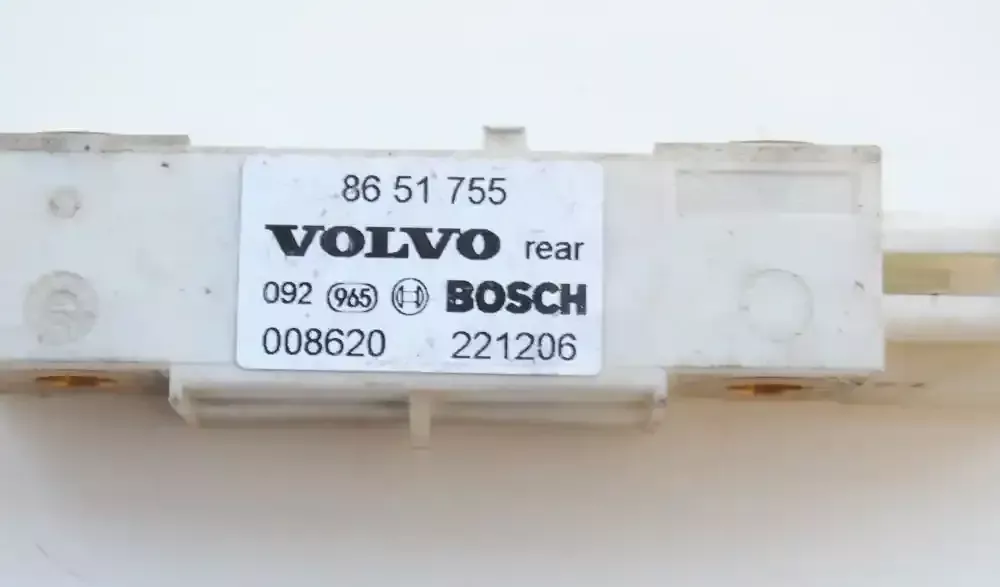 86 51 755
VOLVO rear
092 965 BOSCH
008620 221206